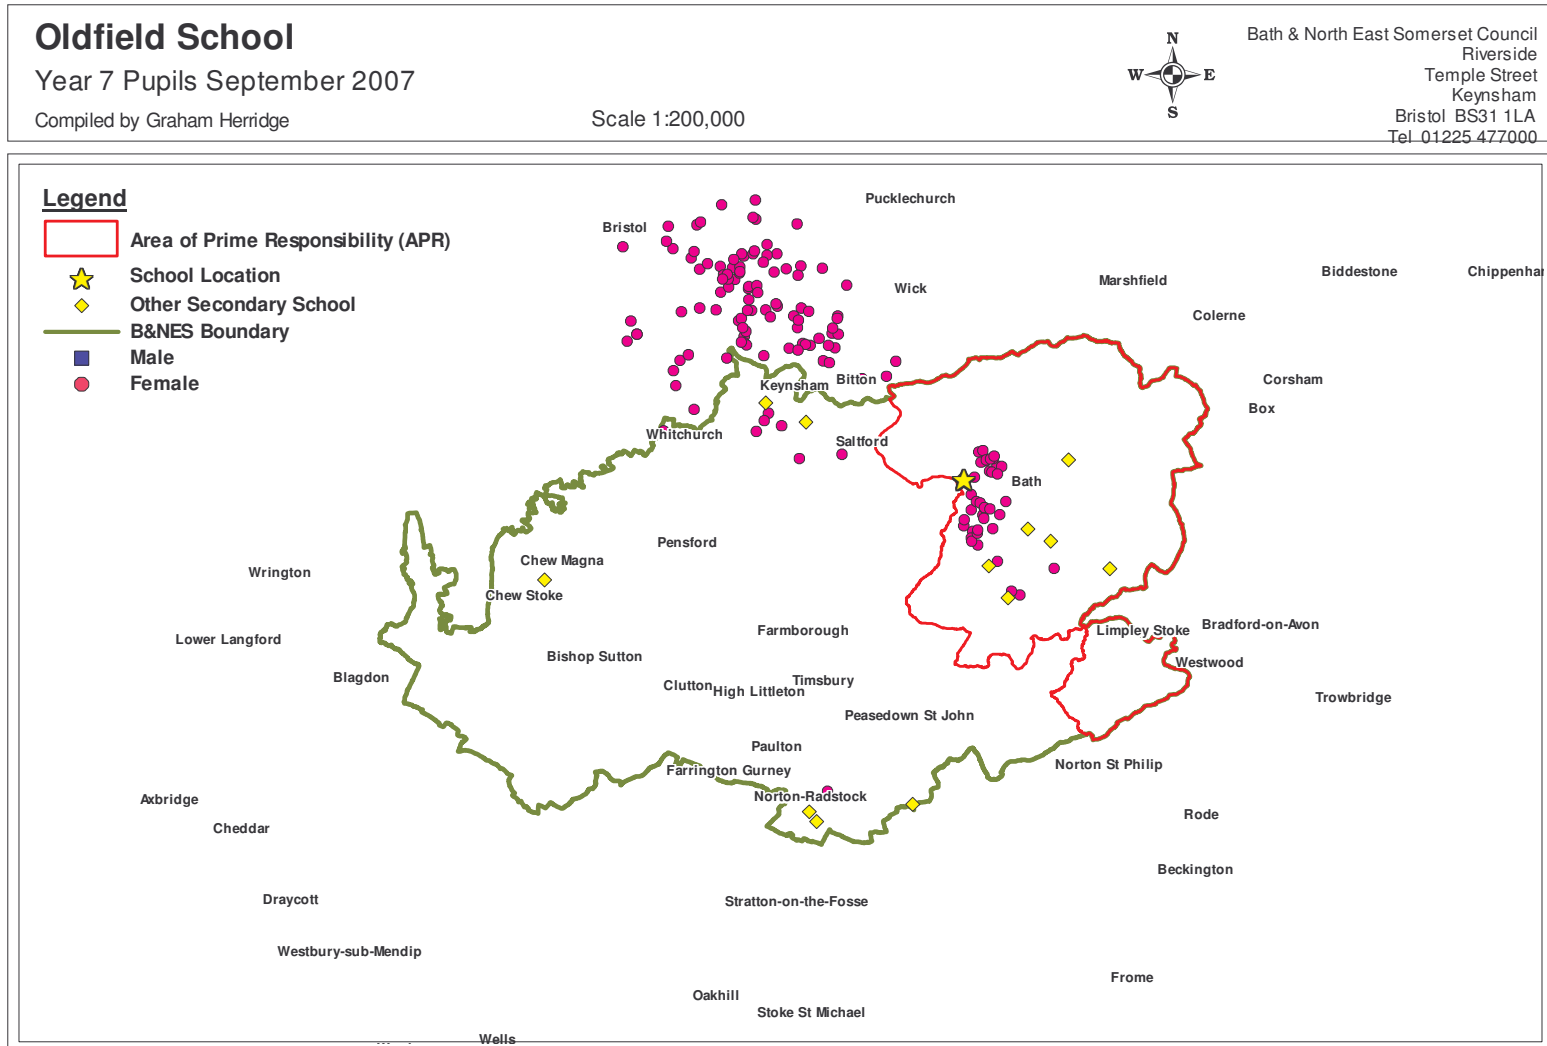 Oldfield School
Year 7 Pupils September 2007
Compiled by Graham Herridge
Scale 1:200,000
N
W E
S
Bath & North East Somerset Council
Riverside
Temple Street
Keynsham
Bristol BS31 1LA
Tel 01225 477000
Legend
Area of Prime Responsibility (APR)
School Location
Other Secondary School
B&NES Boundary
Male
Female
Pucklechurch
Bristol
Biddestone
Chippenhar
Marshfield
Wick
Colerne
Corsham
Bitton
Keynsham
Box
Whitchurch
Saltford
Bath
Pensford
Chew Magna
Wrington
Chew Stoke
Bradford-on-Avon
Limpley Stoke
Farmborough
Lower Langford
Bishop Sutton
Westwood
Blagdon
Timsbury
Clutton
High Littleton
Trowbridge
Peasedown St John
Paulton
Norton St Philip
Farrington Gurney
Norton-Radstock
Axbridge
Rode
Cheddar
Beckington
Draycott
Stratton-on-the-Fosse
Westbury-sub-Mendip
Frome
Oakhill
Stoke St Michael
Wells